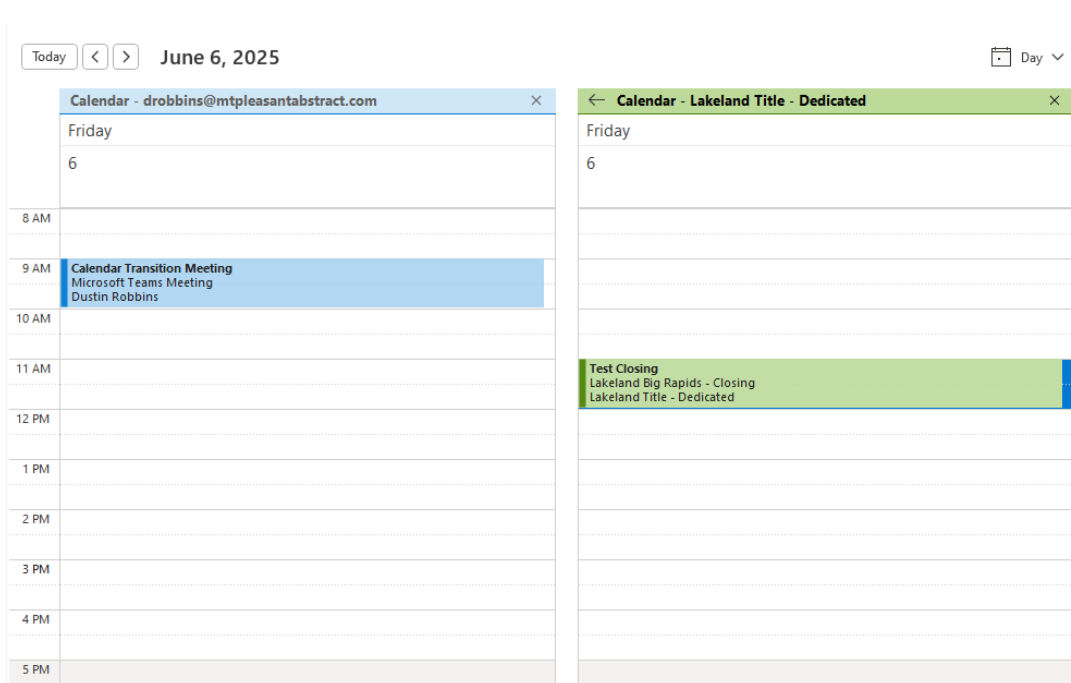 Today June 6, 2025 Day
Calendar - drobbins@mtpleasantabstract.com
Friday
6
Calendar - Lakeland Title - Dedicated
Friday
6
8 AM
9 AM
Calendar Transition Meeting
Microsoft Teams Meeting
Dustin Robbins
10 AM
11 AM
Test Closing
Lakeland Big Rapids - Closing
Lakeland Title - Dedicated
12 PM
1 PM
2 PM
3 PM
4 PM
5 PM